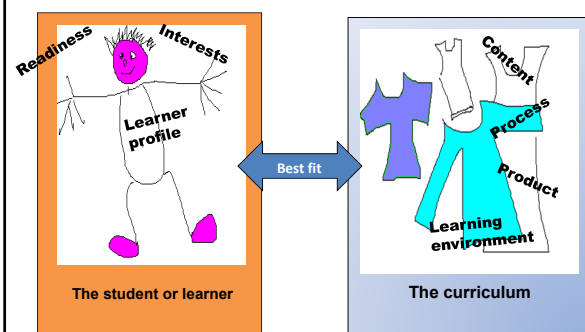 Readiness
Interests
Learner
profile
The student or learner
Best fit
Content
Process
Product
Learning
environment
The curriculum